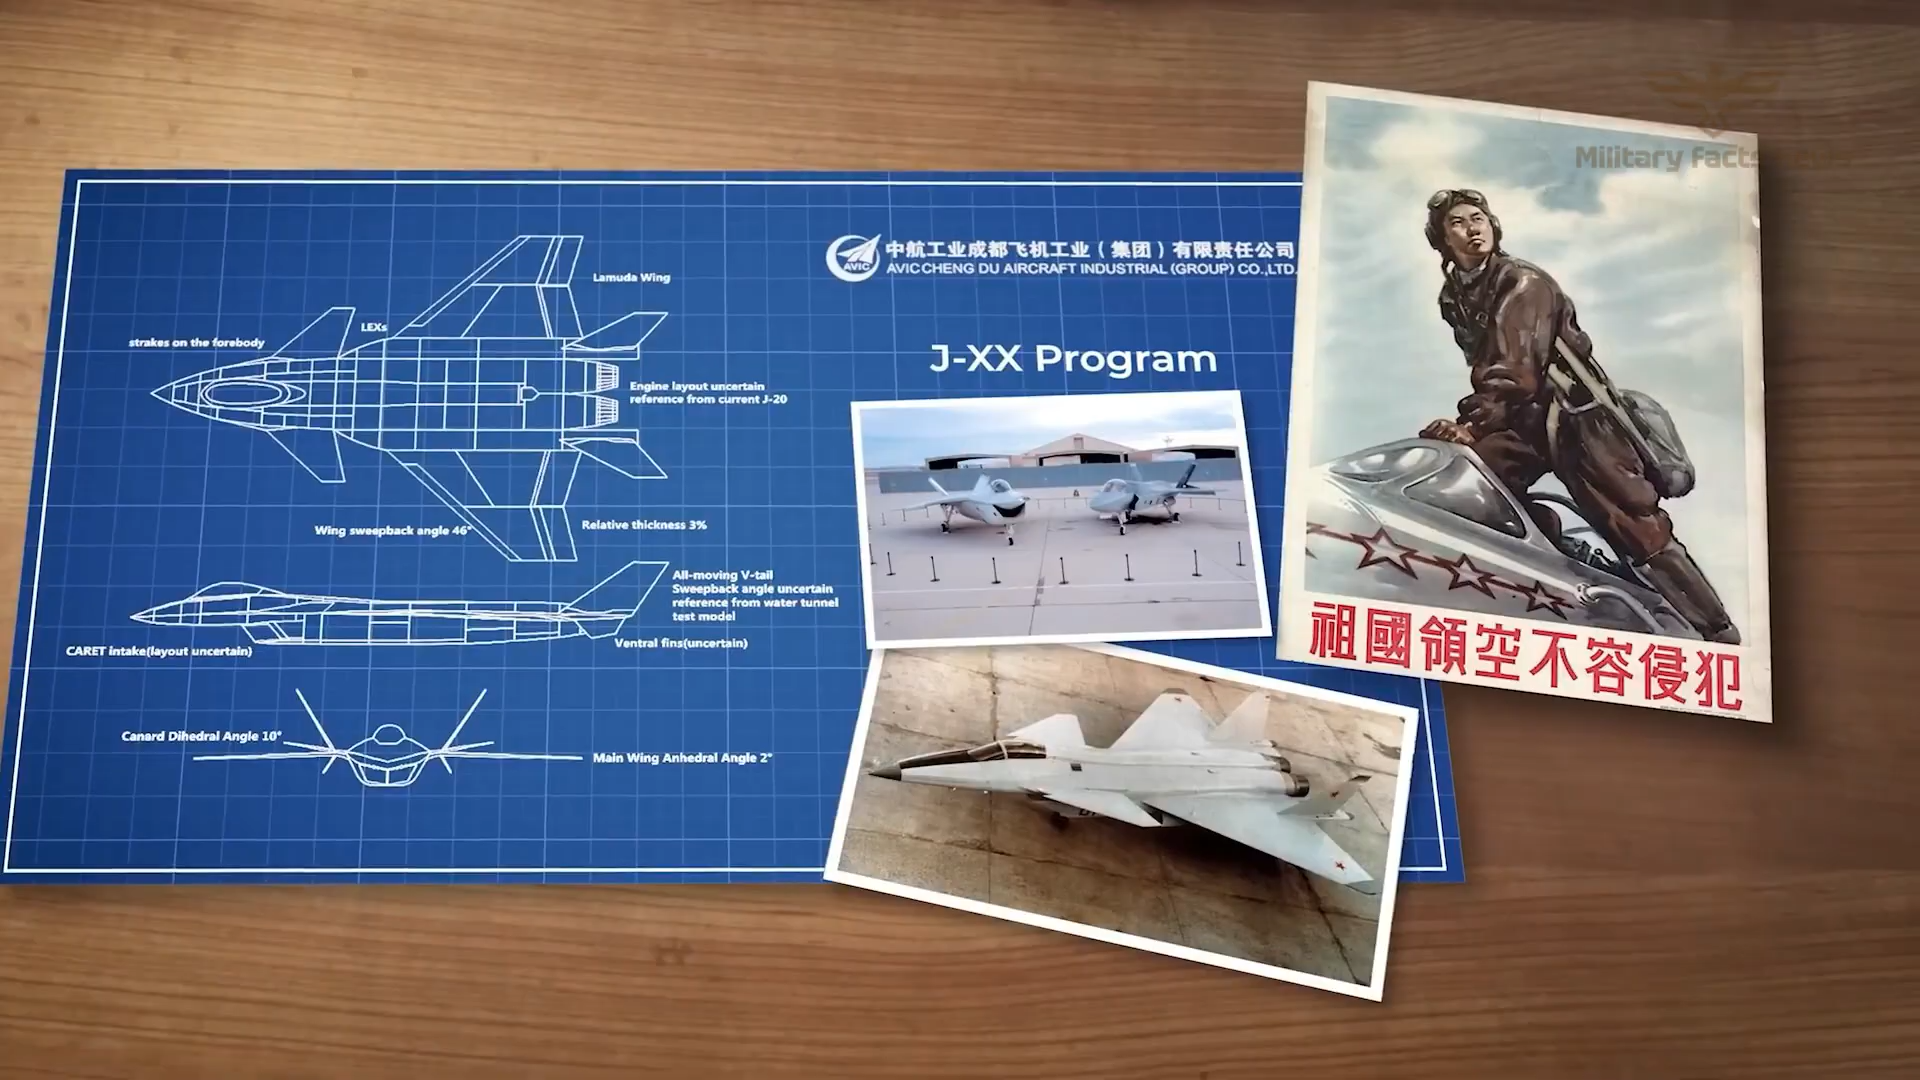 Military Facts
中航工业成都飞机工业（集团）有限责任公司
AVIC CHENG DU AIRCRAFT INDUSTRIAL (GROUP) CO.,LTD.
AVIC
J-XX Program
Lamuda Wing
LEXs
strakes on the forebody
Engine layout uncertain
reference from current J-20
Wing sweepback angle 46°
Relative thickness 3%
All-moving V-tail
Sweepback angle uncertain
reference from water tunnel
test model
Ventral fins(uncertain)
CARET intake(layout uncertain)
Canard Dihedral Angle 10°
Main Wing Anhedral Angle 2°
祖國領空不容侵犯